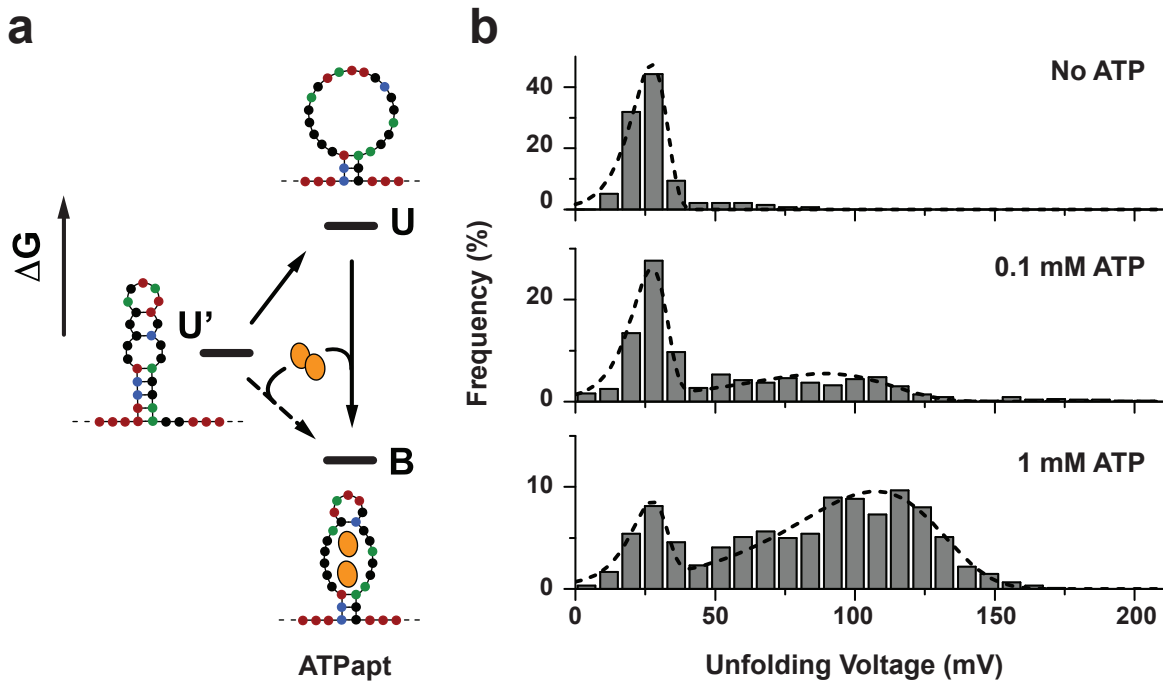 a
ΔG
U
U'
B
ATPapt
b
Frequency (%)
No ATP
40
20
0
0.1 mM ATP
20
0
1 mM ATP
10
0
0 50 100 150 200
Unfolding Voltage (mV)